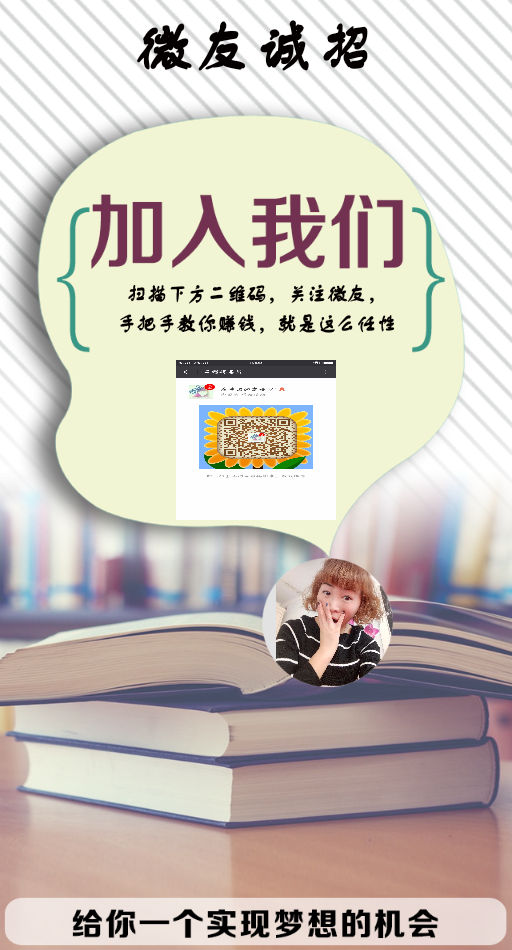 微友诚招
加入我们
扫描下方二维码，关注微友，
手把手教你赚钱，就是这么任性
给你一个实现梦想的机会